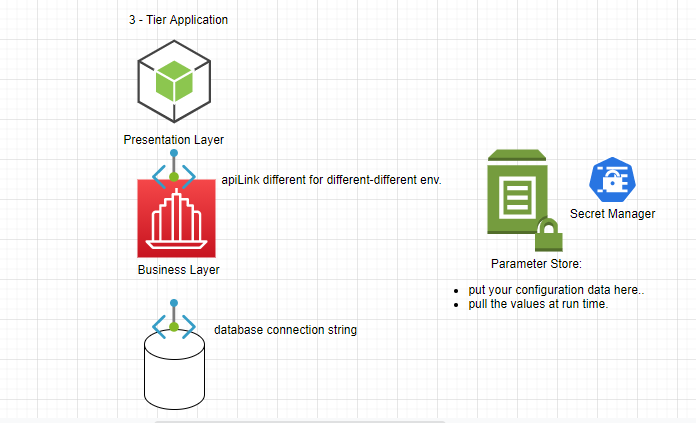 3 - Tier Application
Presentation Layer
apiLink different for different-different env.
Business Layer
database connection string
Secret Manager
Parameter Store:
• put your configuration data here..
• pull the values at run time.